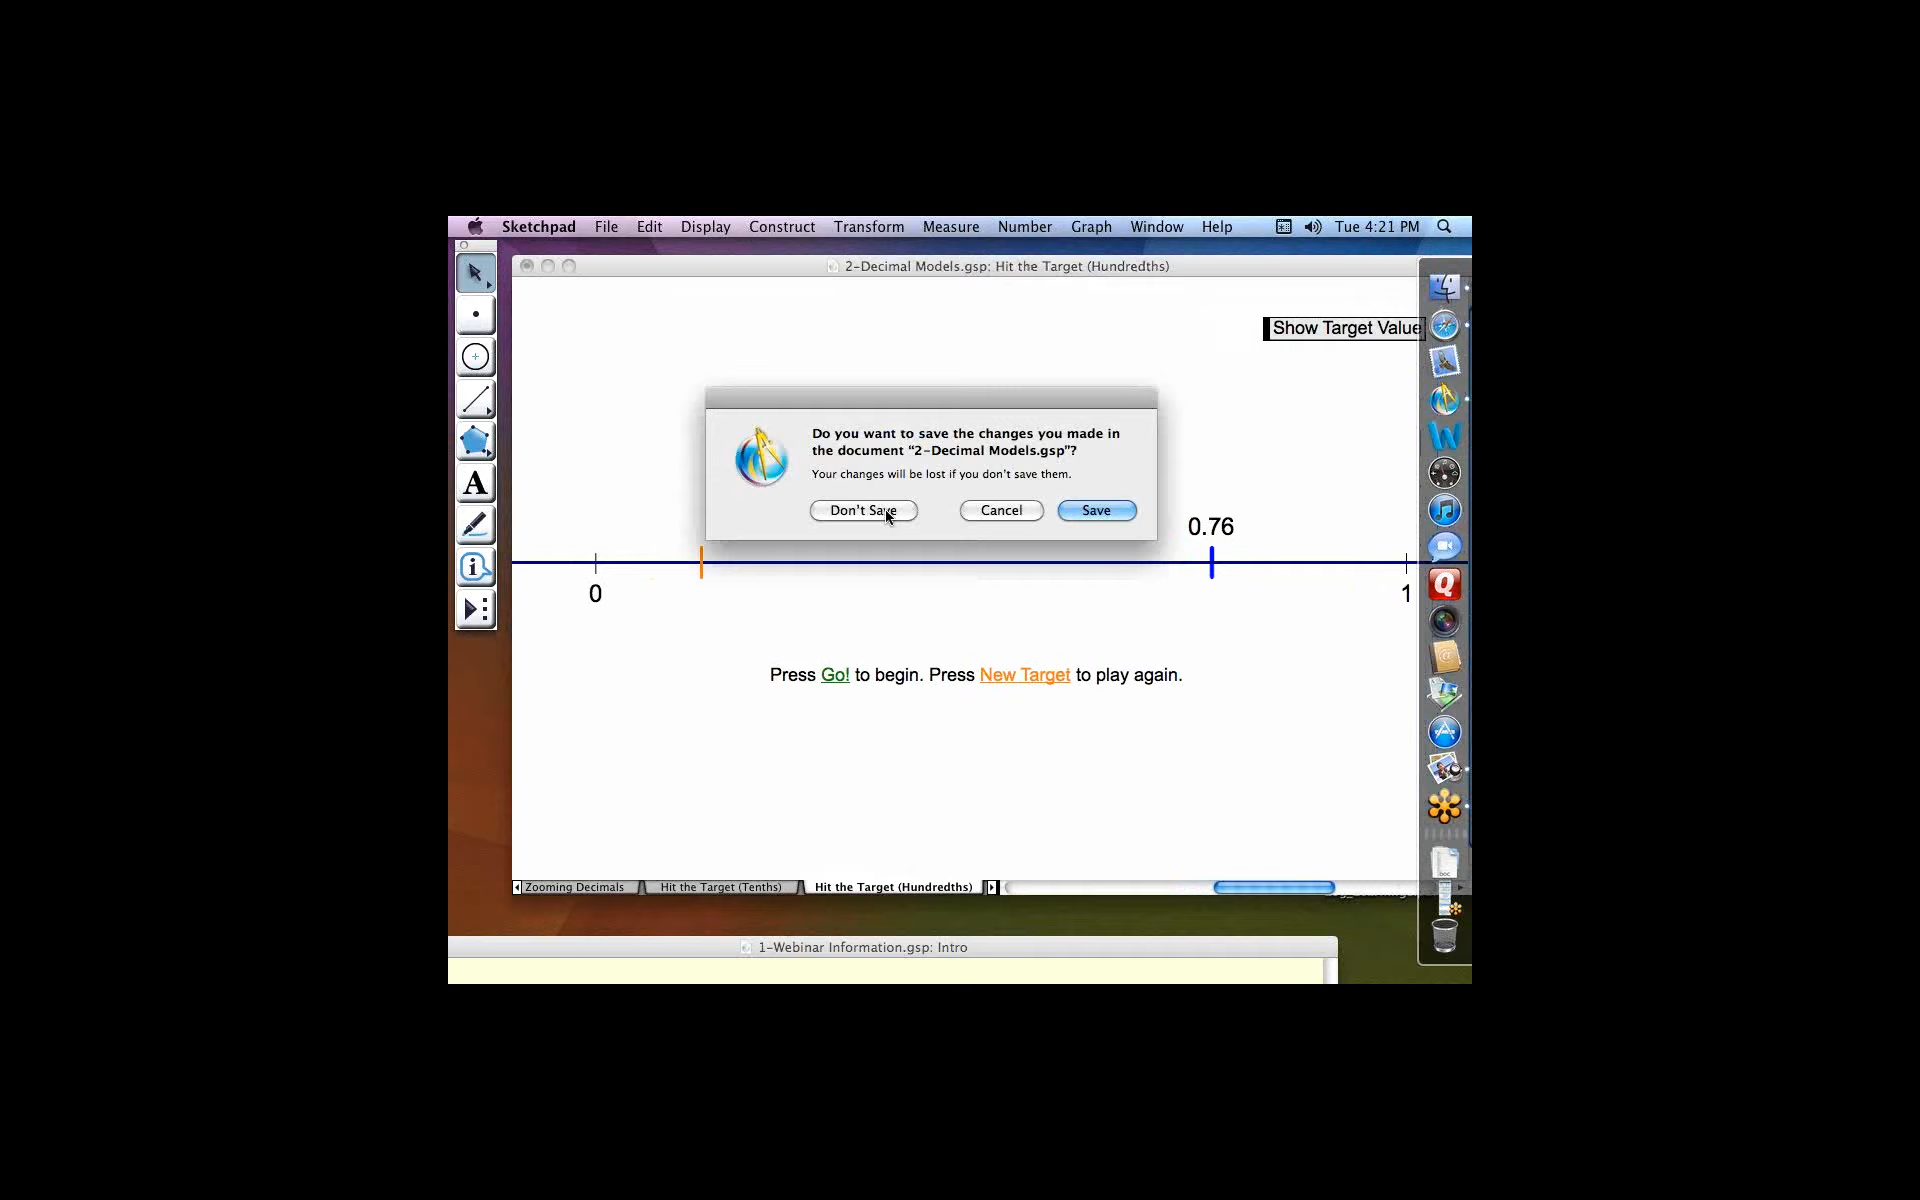 Sketchpad File Edit Display Construct Transform Measure Number Graph Window Help Tue 4:21 PM
2-Decimal Models.gsp: Hit the Target (Hundredths)
Show Target Value
Do you want to save the changes you made in
the document “2-Decimal Models.gsp”?
Your changes will be lost if you don’t save them.
Don’t Save Cancel Save
0.76
0 1
Press Go! to begin. Press New Target to play again.
Zooming Decimals Hit the Target (Tenths) Hit the Target (Hundredths)
1-Webinar Information.gsp: Intro